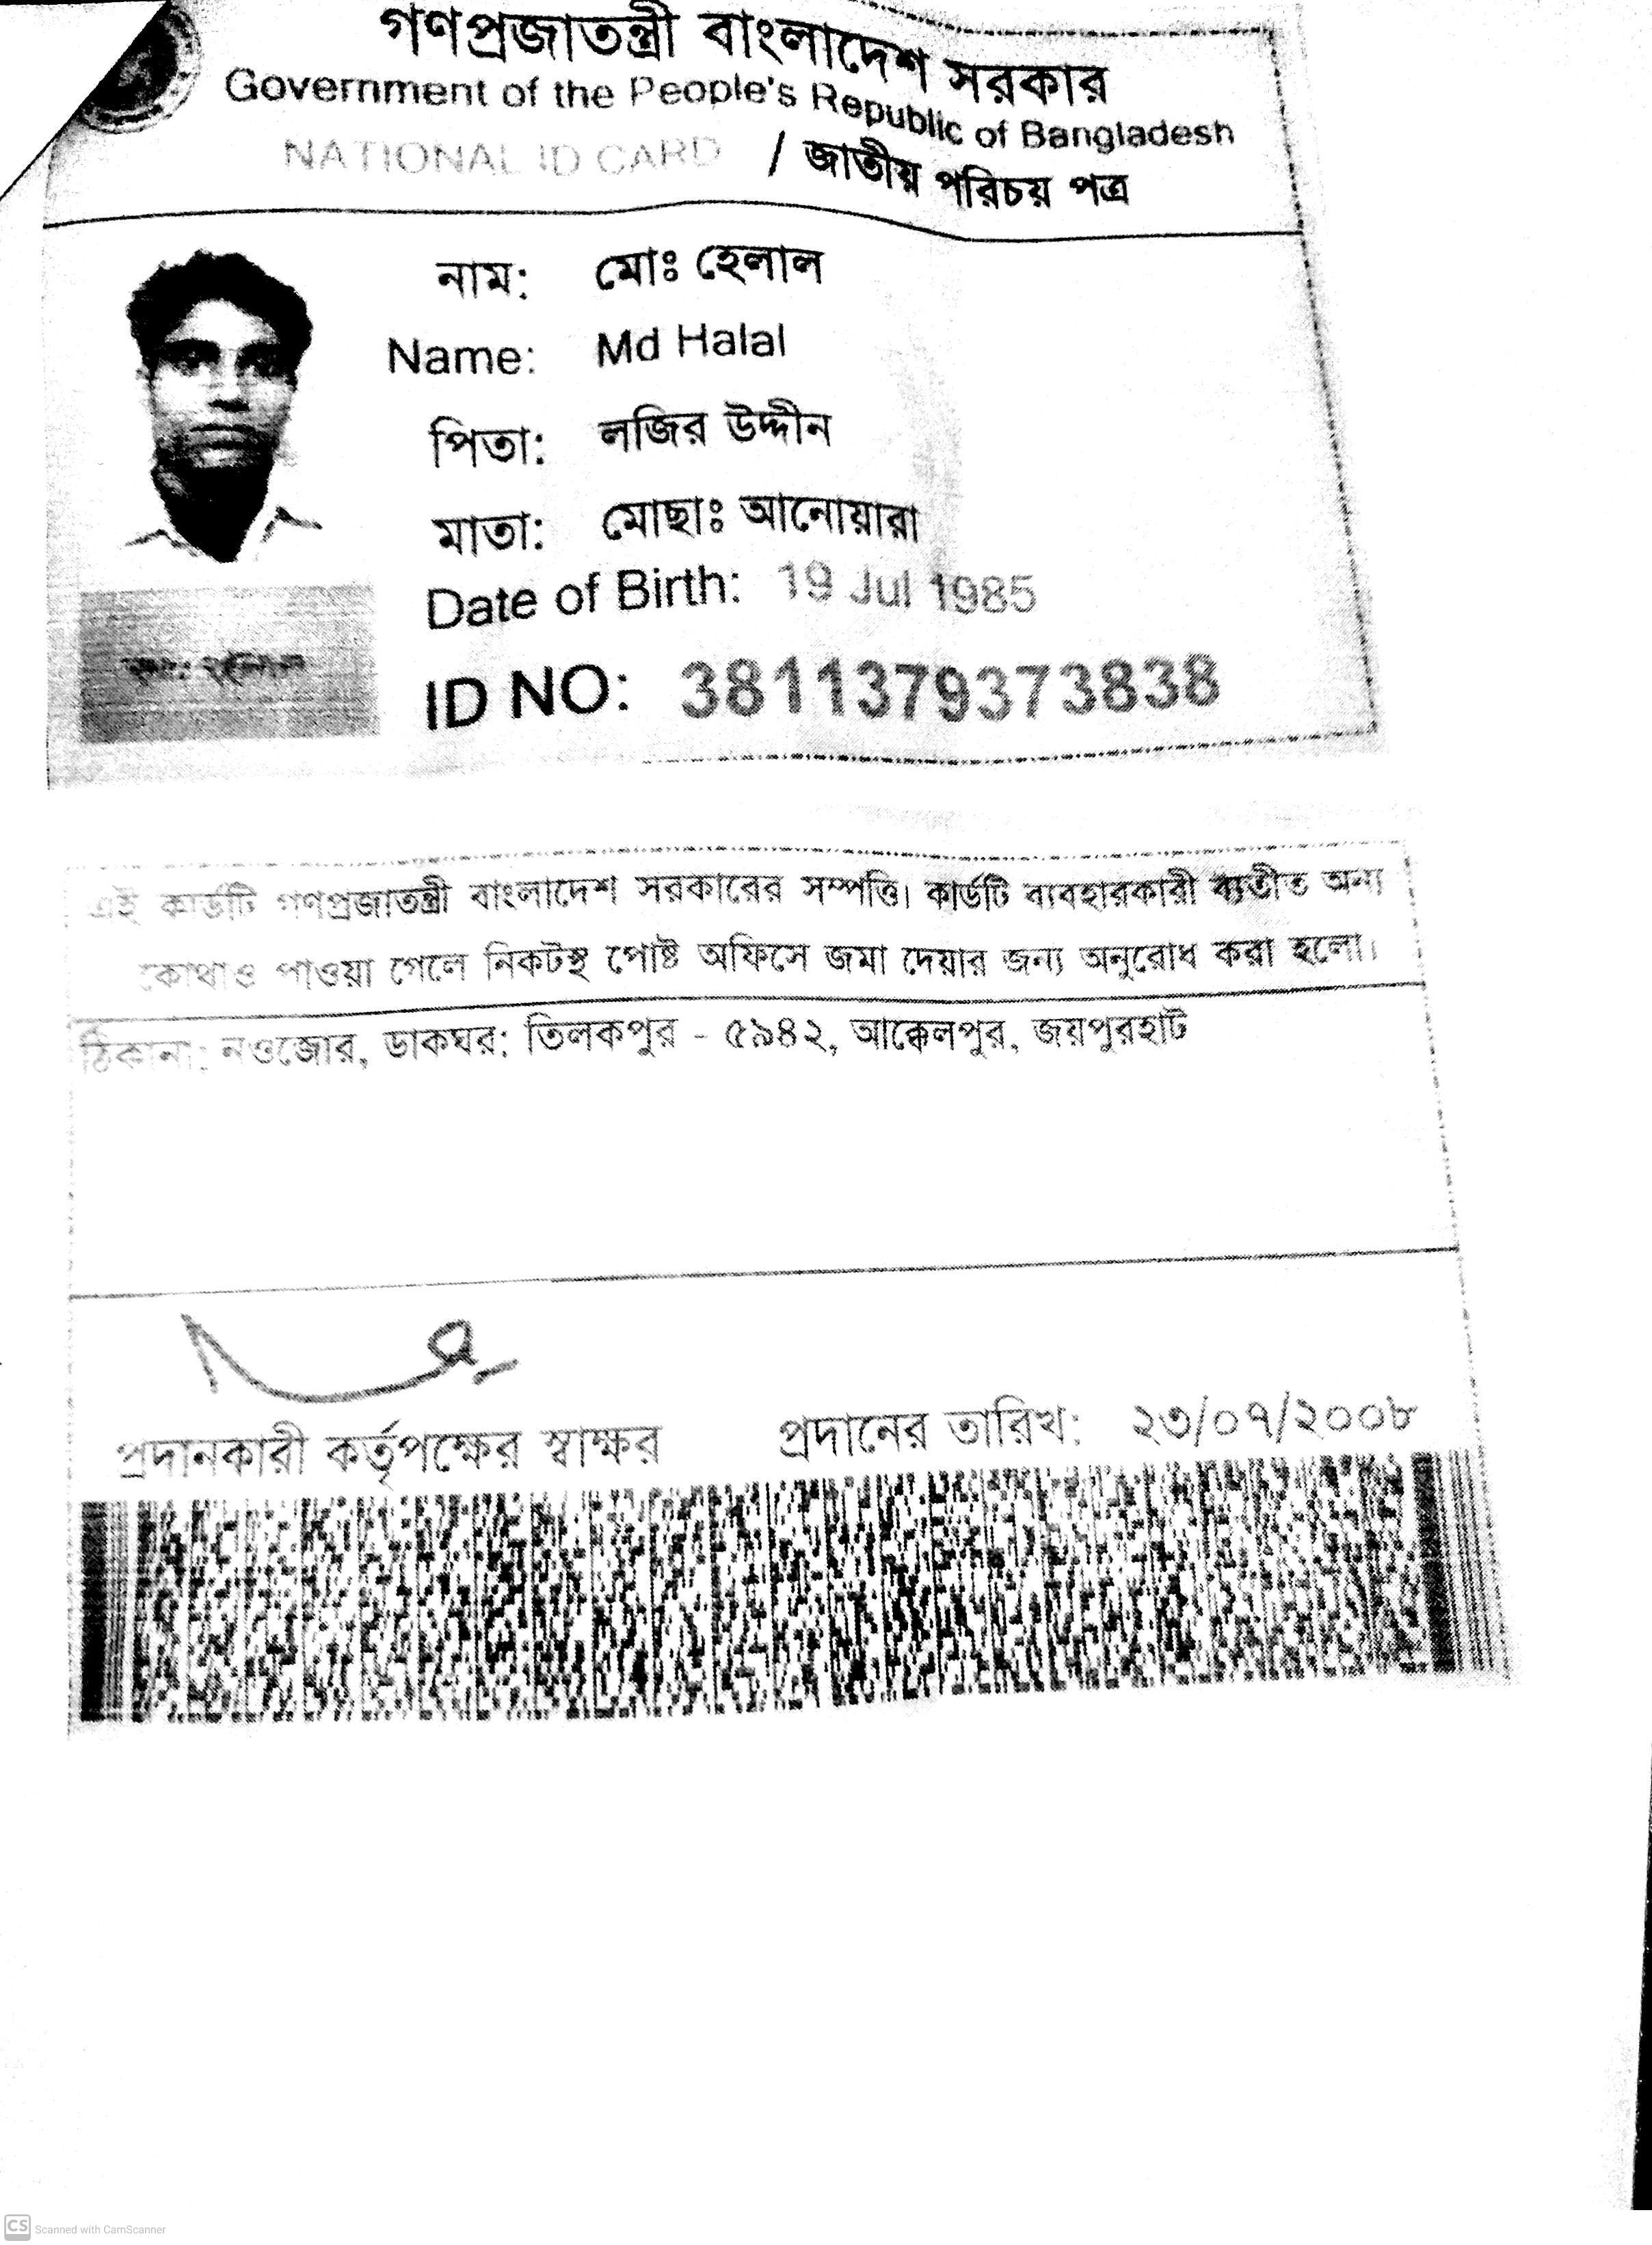 গণপ্রজাতন্ত্রী বাংলাদেশ সরকার
Government of the People's Republic of Bangladesh
NATIONAL ID CARD / জাতীয় পরিচয় পত্র
নাম: মোঃ হেলাল
Name: Md Halal
পিতা: লজির উদ্দীন
মাতা: মোছাঃ আনোয়ারা
Date of Birth: 19 Jul 1985
ID NO: 3811379373838
এই কার্ডটি গণপ্রজাতন্ত্রী বাংলাদেশ সরকারের সম্পত্তি। কার্ডটি ব্যবহারকারী ব্যতীত অন্য
কোথাও পাওয়া গেলে নিকটস্থ পোষ্ট অফিসে জমা দেয়ার জন্য অনুরোধ করা হলো।
ঠিকানা: নওজোর, ডাকঘর: তিলকপুর - ৫৯৪২, আক্কেলপুর, জয়পুরহাট
প্রদানকারী কর্তৃপক্ষের স্বাক্ষর প্রদানের তারিখ: ২৩/০৭/২০০৮
CS Scanned with CamScanner